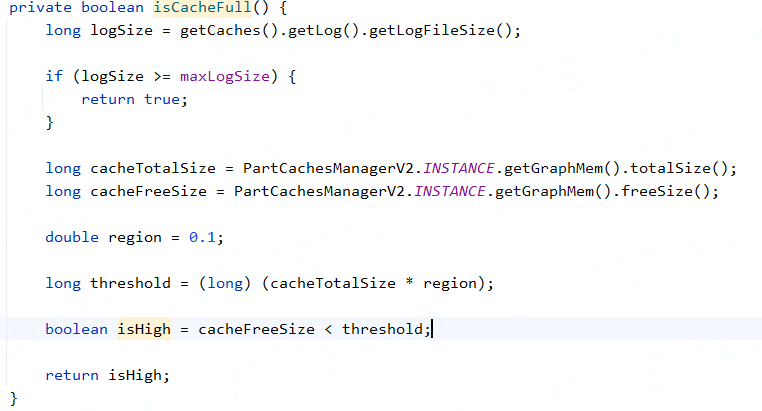 private boolean isCacheFull() {
    long logSize = getCaches().getLog().getLogFileSize();
    if (logSize >= maxLogSize) {
        return true;
    }
    long cacheTotalSize = PartCachesManagerV2.INSTANCE.getGraphMem().totalSize();
    long cacheFreeSize = PartCachesManagerV2.INSTANCE.getGraphMem().freeSize();
    double region = 0.1;
    long threshold = (long) (cacheTotalSize * region);
    boolean isHigh = cacheFreeSize < threshold;
    return isHigh;
}